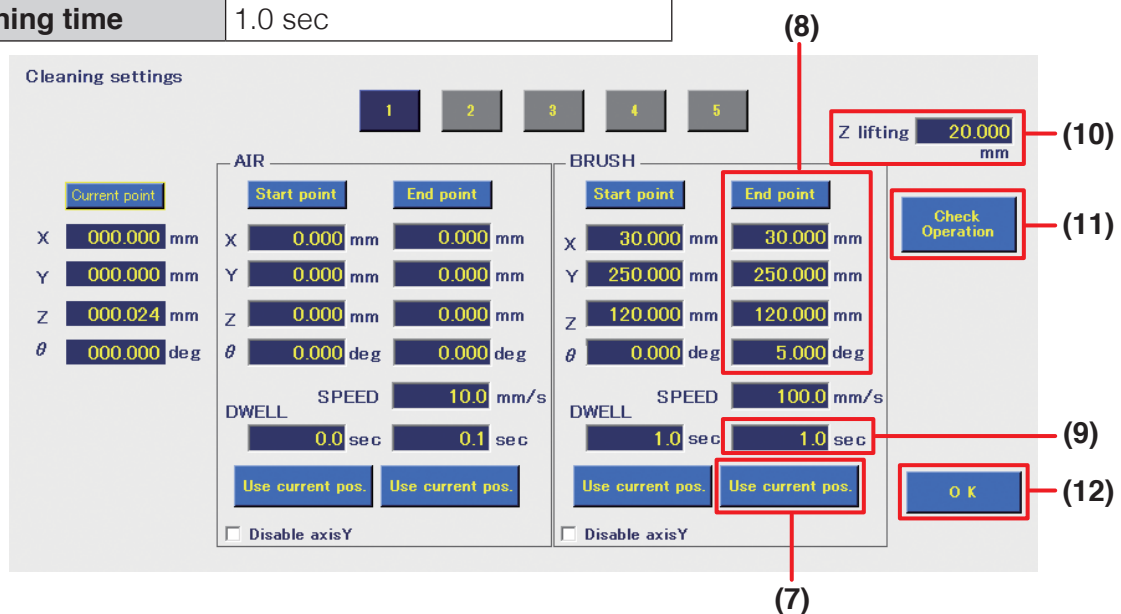 ning time 1.0 sec
(8)
Cleaning settings
1 2 3 4 5
Z lifting 20.000 mm (10)
AIR BRUSH
Current point Start point End point Start point End point
Check Operation (11)
X 000.000 mm X 0.000 mm 0.000 mm X 30.000 mm 30.000 mm
Y 000.000 mm Y 0.000 mm 0.000 mm Y 250.000 mm 250.000 mm
Z 000.024 mm Z 0.000 mm 0.000 mm Z 120.000 mm 120.000 mm
θ 000.000 deg θ 0.000 deg 0.000 deg θ 0.000 deg 5.000 deg
SPEED 10.0 mm/s SPEED 100.0 mm/s
DWELL DWELL
0.0 sec 0.1 sec 1.0 sec 1.0 sec (9)
Use current pos. Use current pos. Use current pos. Use current pos. O K (12)
Disable axisY Disable axisY
(7)